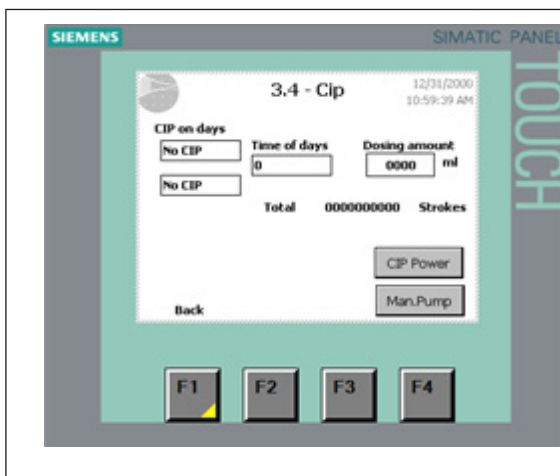 SIEMENS
SIMATIC PANEL
TOUCH
3.4 - Cip
12/31/2000
10:59:39 AM
CIP on days
No CIP
Time of days
0
Dosing amount
0000 ml
No CIP
Total 0000000000 Strokes
CIP Power
Man.Pump
Back
F1 F2 F3 F4